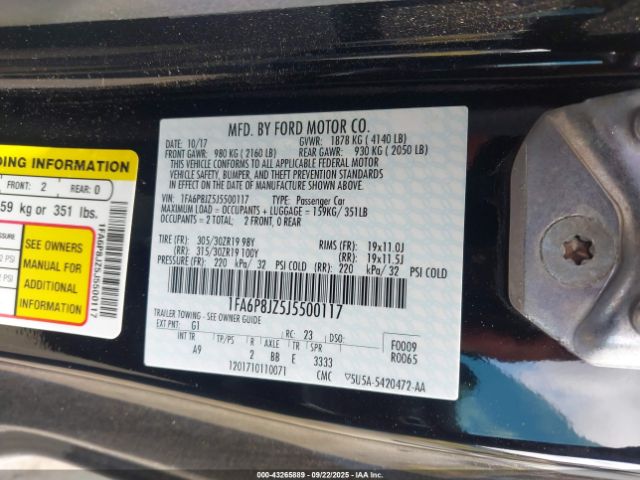 MFD. BY FORD MOTOR CO.
10/17 GVWR: 1878 KG ( 4140 LB)
FRONT GAWR: 980 KG ( 2160 LB) REAR GAWR: 930 KG ( 2050 LB)
THIS VEHICLE CONFORMS TO ALL APPLICABLE FEDERAL MOTOR
VEHICLE SAFETY, BUMPER, AND THEFT PREVENTION STANDARDS
IN EFFECT ON THE DATE OF MANUFACTURE SHOWN ABOVE.
VIN: 1FA6P8JZ5J5500117 TYPE: Passenger Car
MAXIMUM LOAD = OCCUPANTS + LUGGAGE = 159KG/351LB
OCCUPANTS = 2 TOTAL; 2 FRONT, 0 REAR
TIRE (FR): 305/30ZR19 98Y RIMS (FR): 19x11.0J
(RR): 315/30ZR19 100Y (RR): 19x11.5J
PRESSURE (FR): 220 kPa/ 32 PSI COLD (RR): 220 kPa/ 32 PSI COLD
1FA6P8JZ5J5500117
TRAILER TOWING - SEE OWNER GUIDE
EXT PNT: G1 RC: 23 DSO: F0009
INT TR TP/PS R AXLE TR SPR R0065
A9 2 BB E 3333
1201710110071 CMC 5U5A-5420472-AA
DING INFORMATION
FRONT: 2 REAR: 0
59 kg or 351 lbs.
SEE OWNERS
MANUAL FOR
ADDITIONAL
INFORMATION
1FA6P8JZ5J5500117
000-43265889 (09/22/2025) IAA